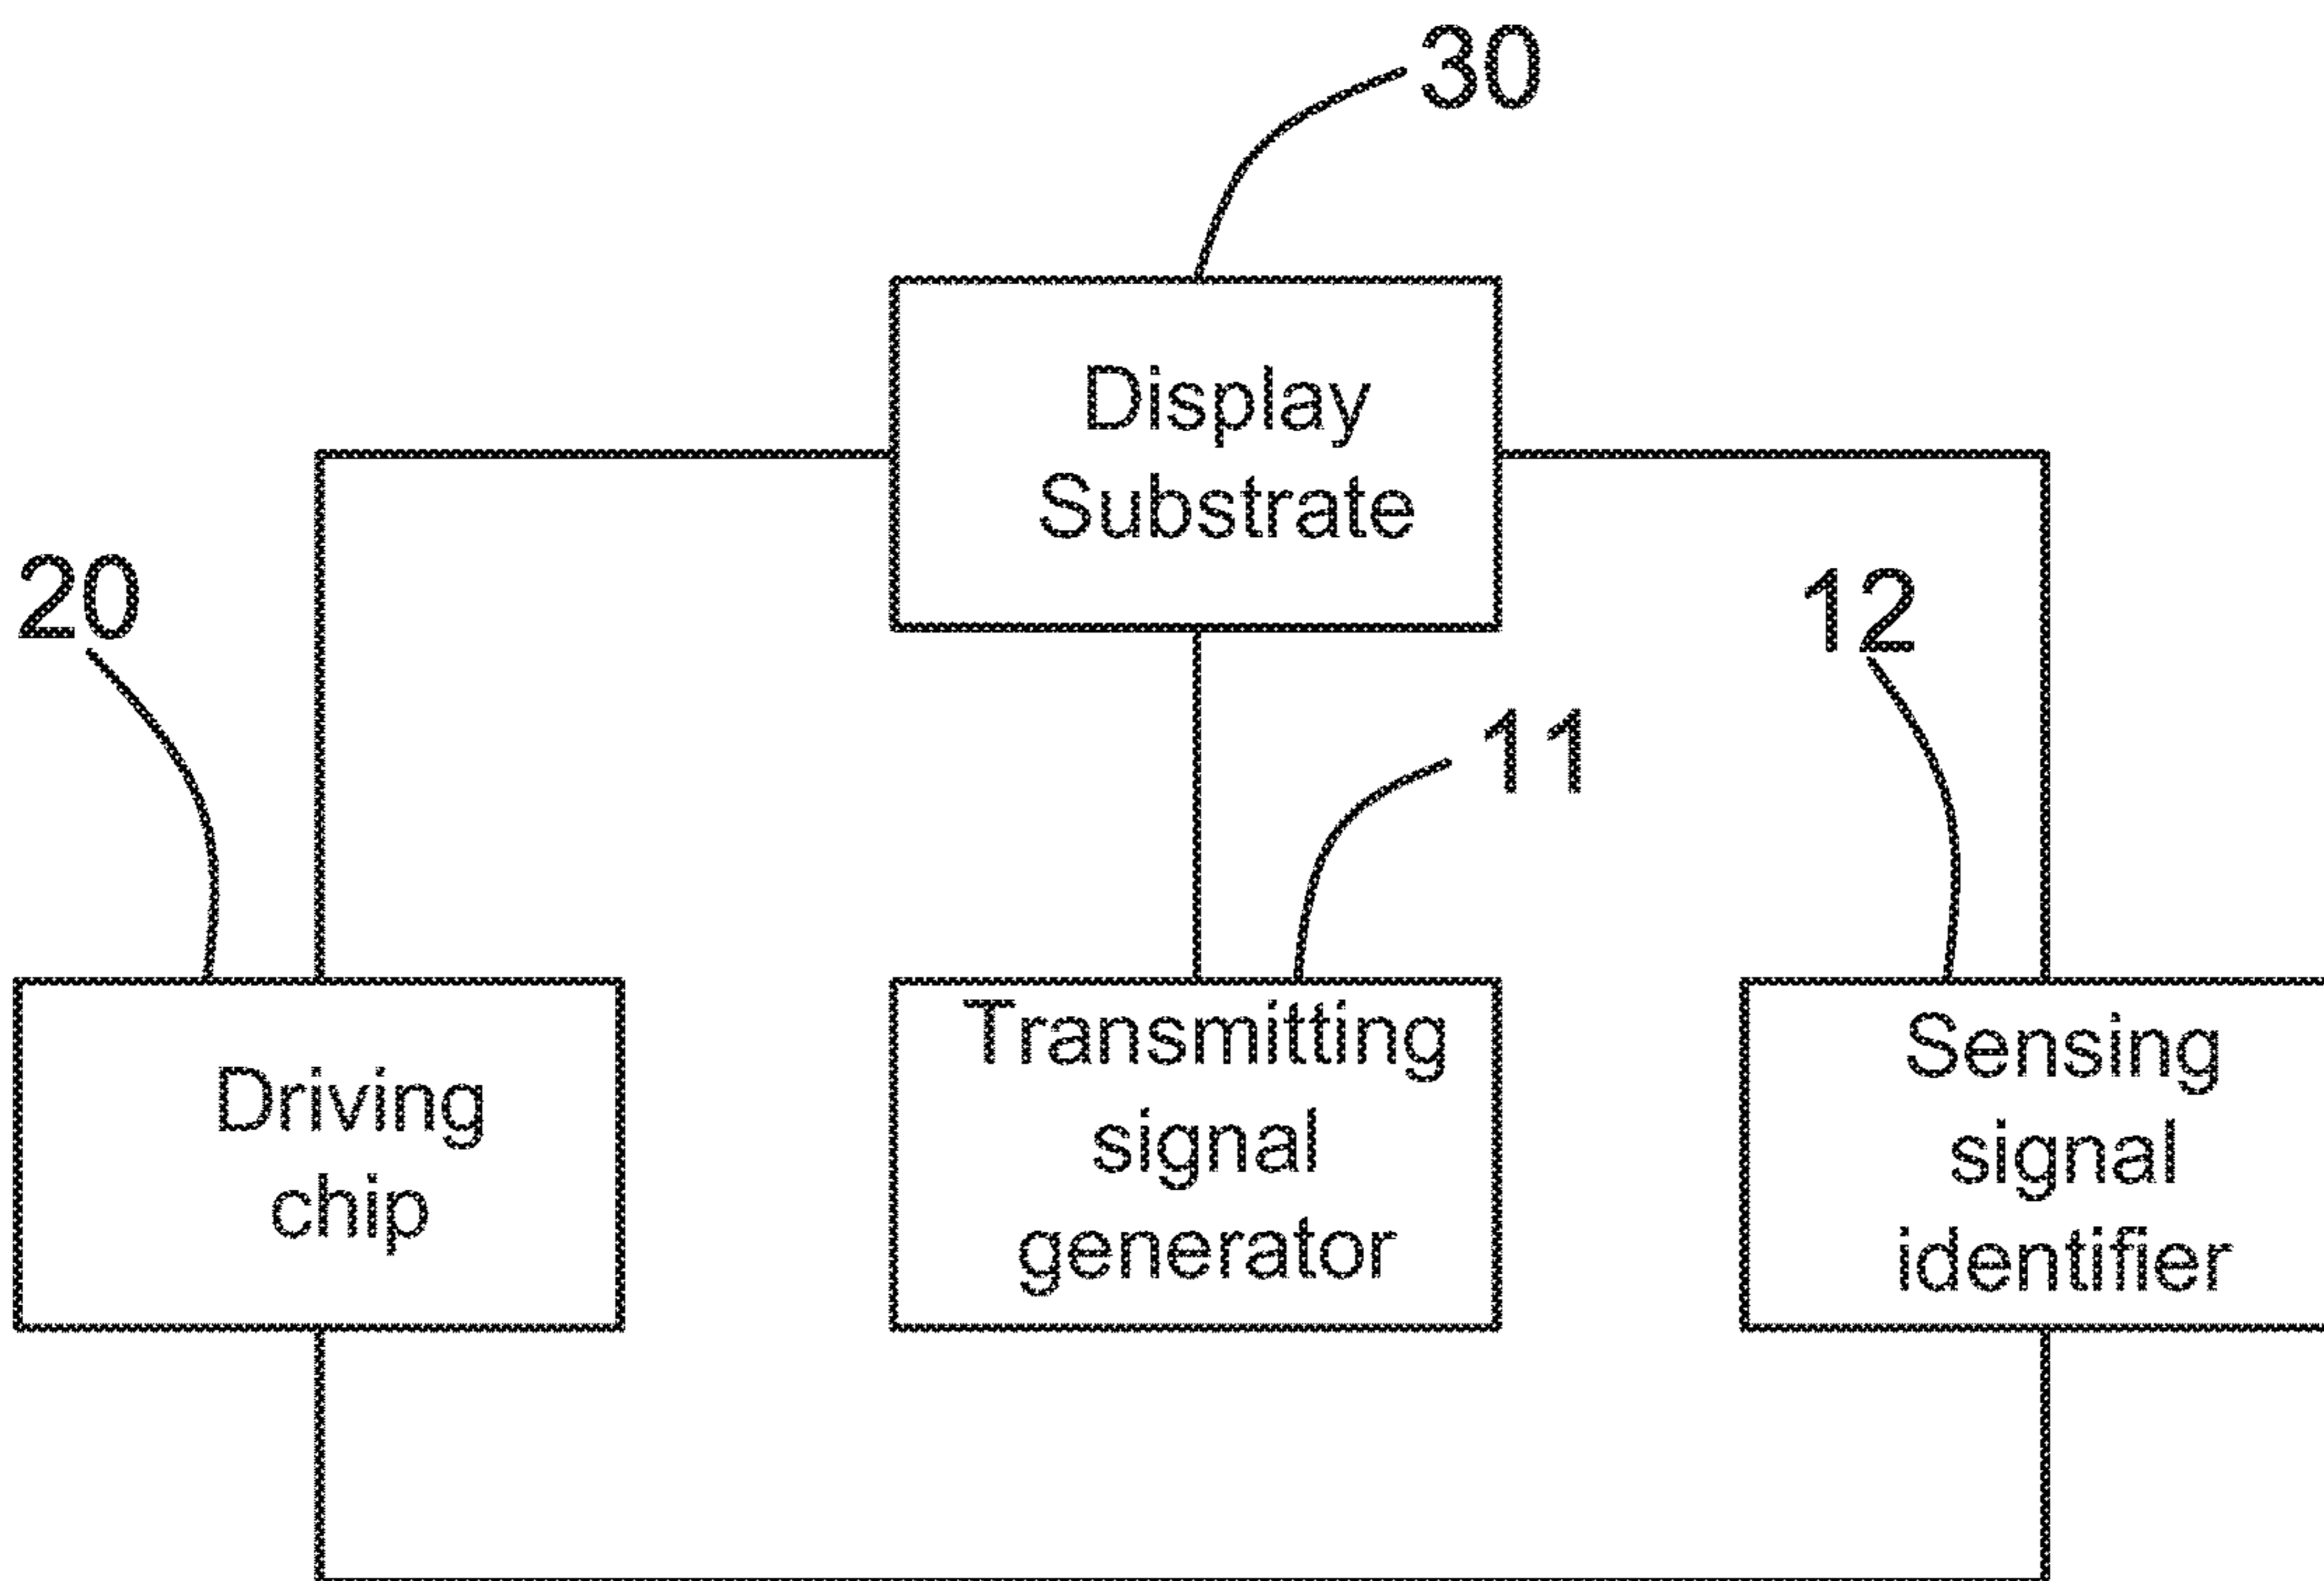 30
Display
Substrate
20
12
11
Driving
chip
Transmitting
signal
generator
Sensing
signal
identifier